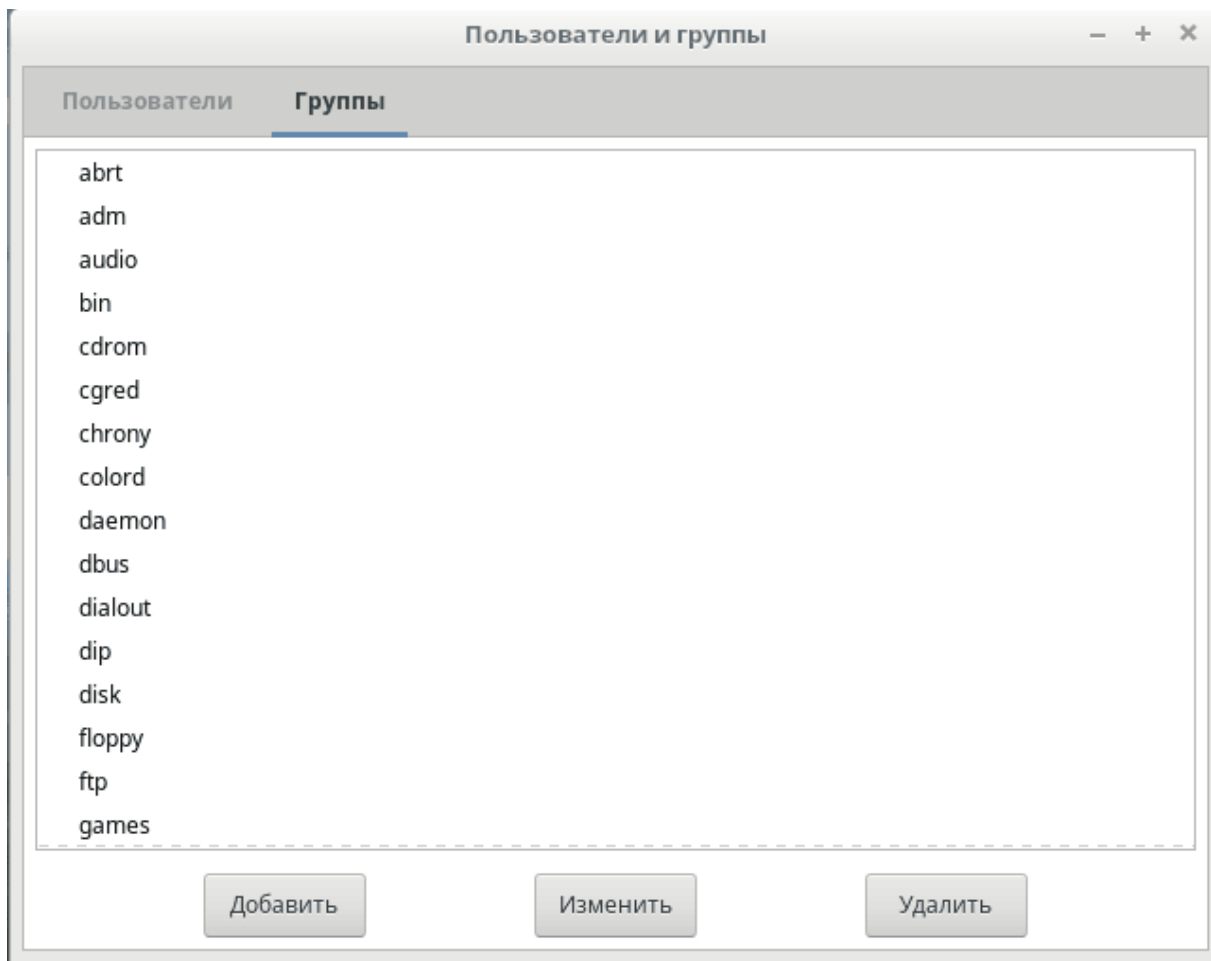 Пользователи и группы
Пользователи Группы
abrt
adm
audio
bin
cdrom
cgred
chrony
colord
daemon
dbus
dialout
dip
disk
floppy
ftp
games
Добавить Изменить Удалить